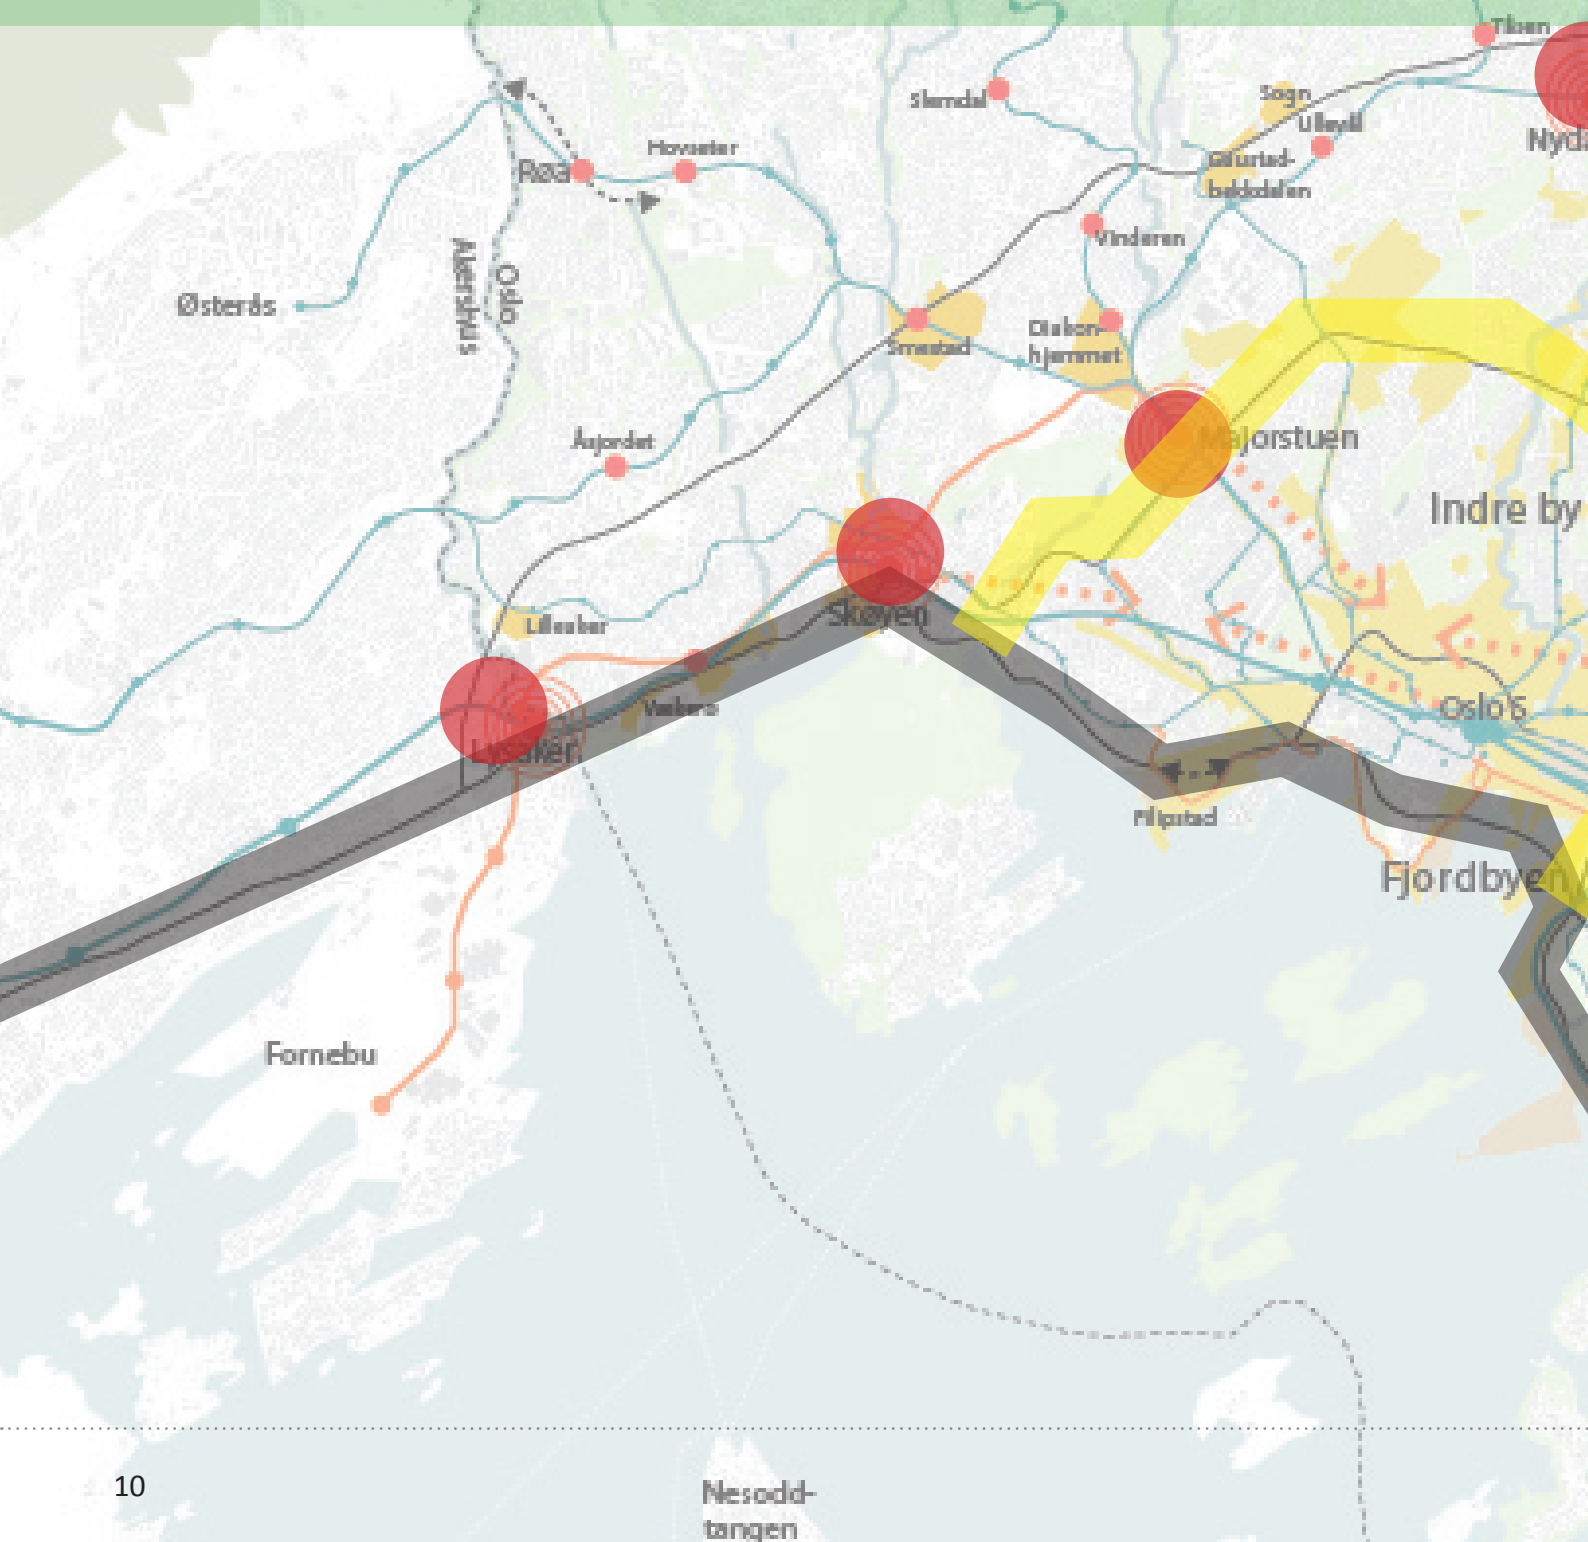 Tåsen
Slemdal
Sogn
Ullevål
Nyda
Hovseter
Røa
Gaustad-
bekkdalen
Vinderen
Akershus
Oslo
Østerås
Diakon-
hjemmet
Smestad
Åsjordet
Majorstuen
Indre by
Skøyen
Lilleaker
Vækerø
Oslo S
Lysaker
Filipstad
Fjordbyen
Fornebu
10
Nesodd-
tangen